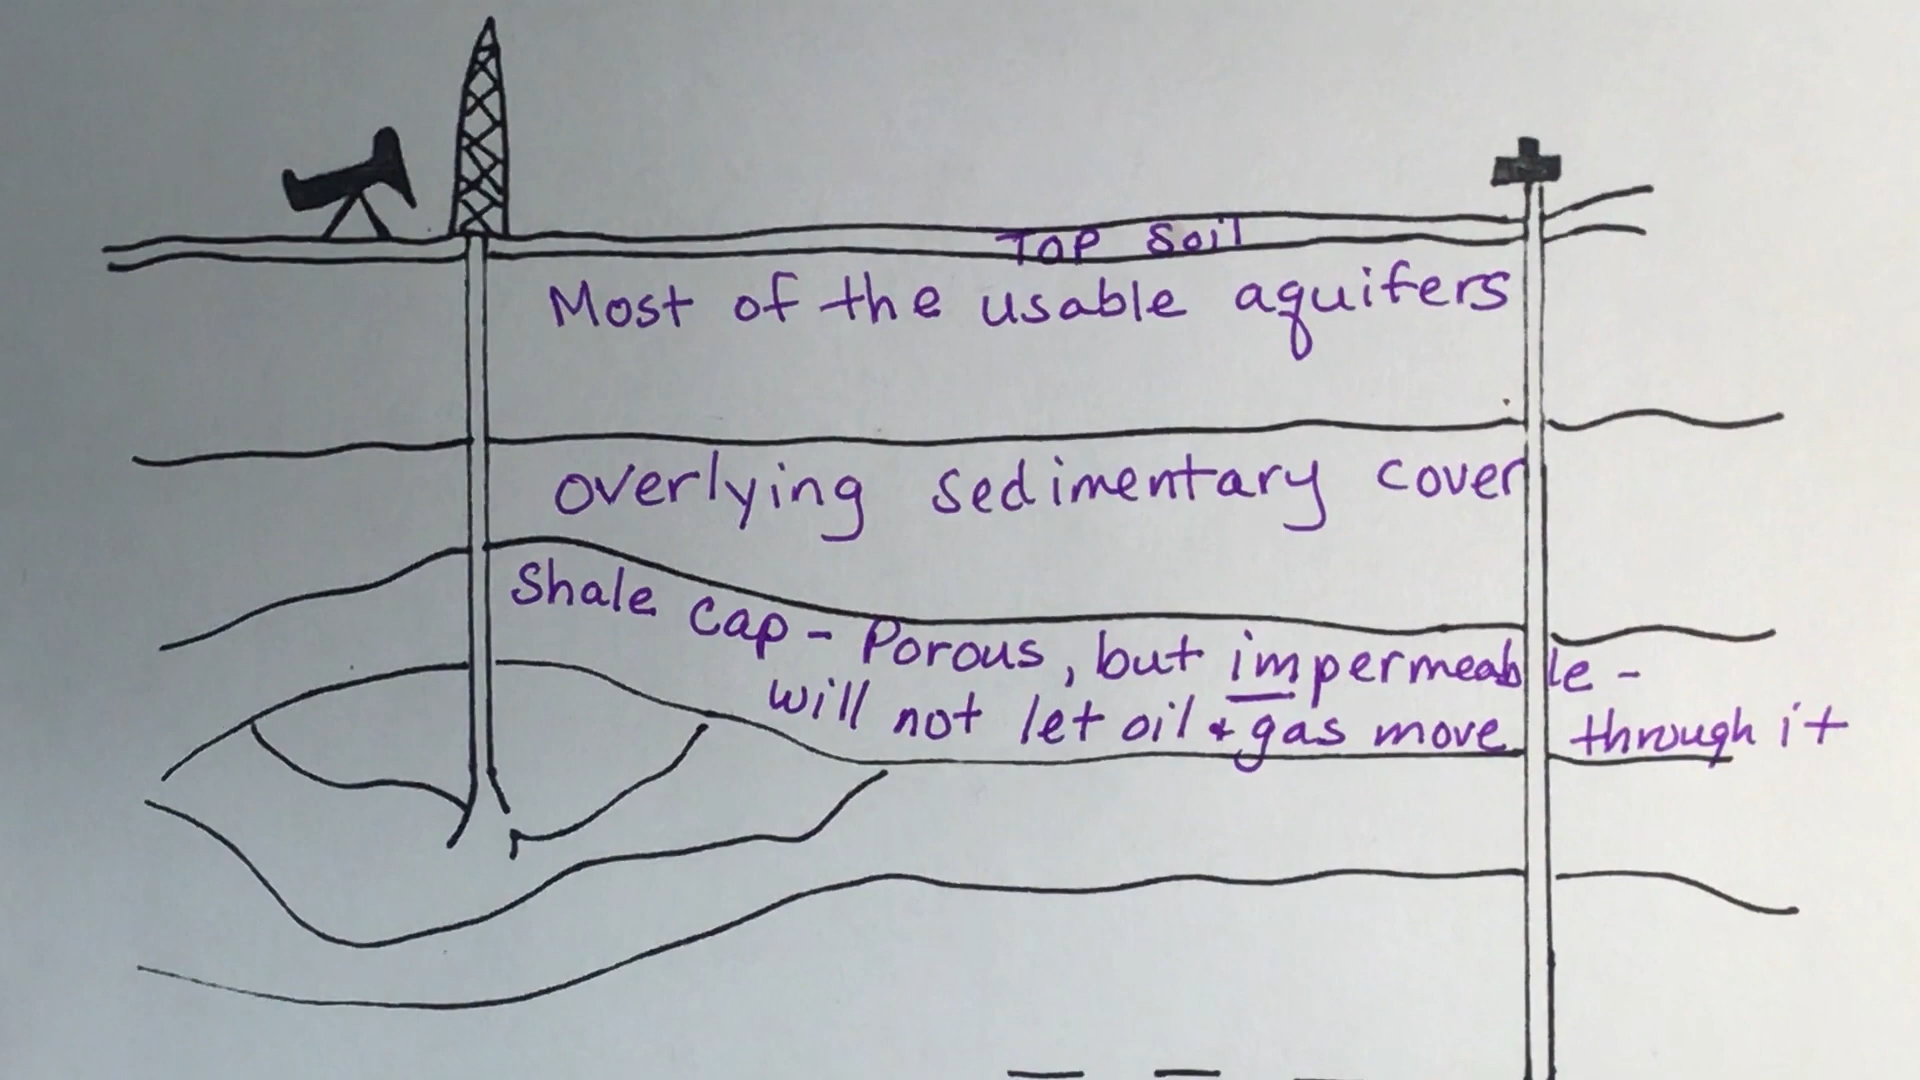 Top Soil
Most of the usable aquifers
overlying sedimentary cover
Shale cap - Porous, but impermeable -
will not let oil & gas move through it